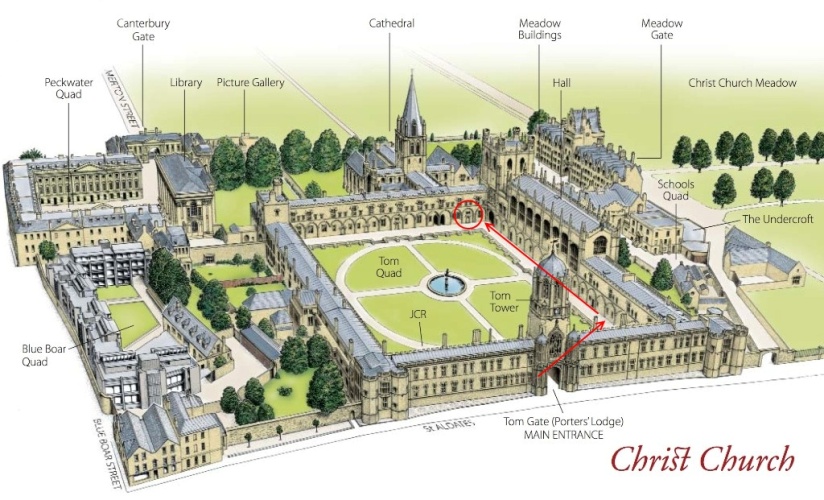 Canterbury
Gate
Cathedral
Meadow
Buildings
Meadow
Gate
Peckwater
Quad
Library
Picture Gallery
Hall
Christ Church Meadow
MERTON STREET
Schools
Quad
The Undercroft
Tom
Quad
Tom
Tower
JCR
Blue Boar
Quad
Tom Gate (Porters' Lodge)
MAIN ENTRANCE
St ALDATES
BLUE BOAR STREET
Christ Church